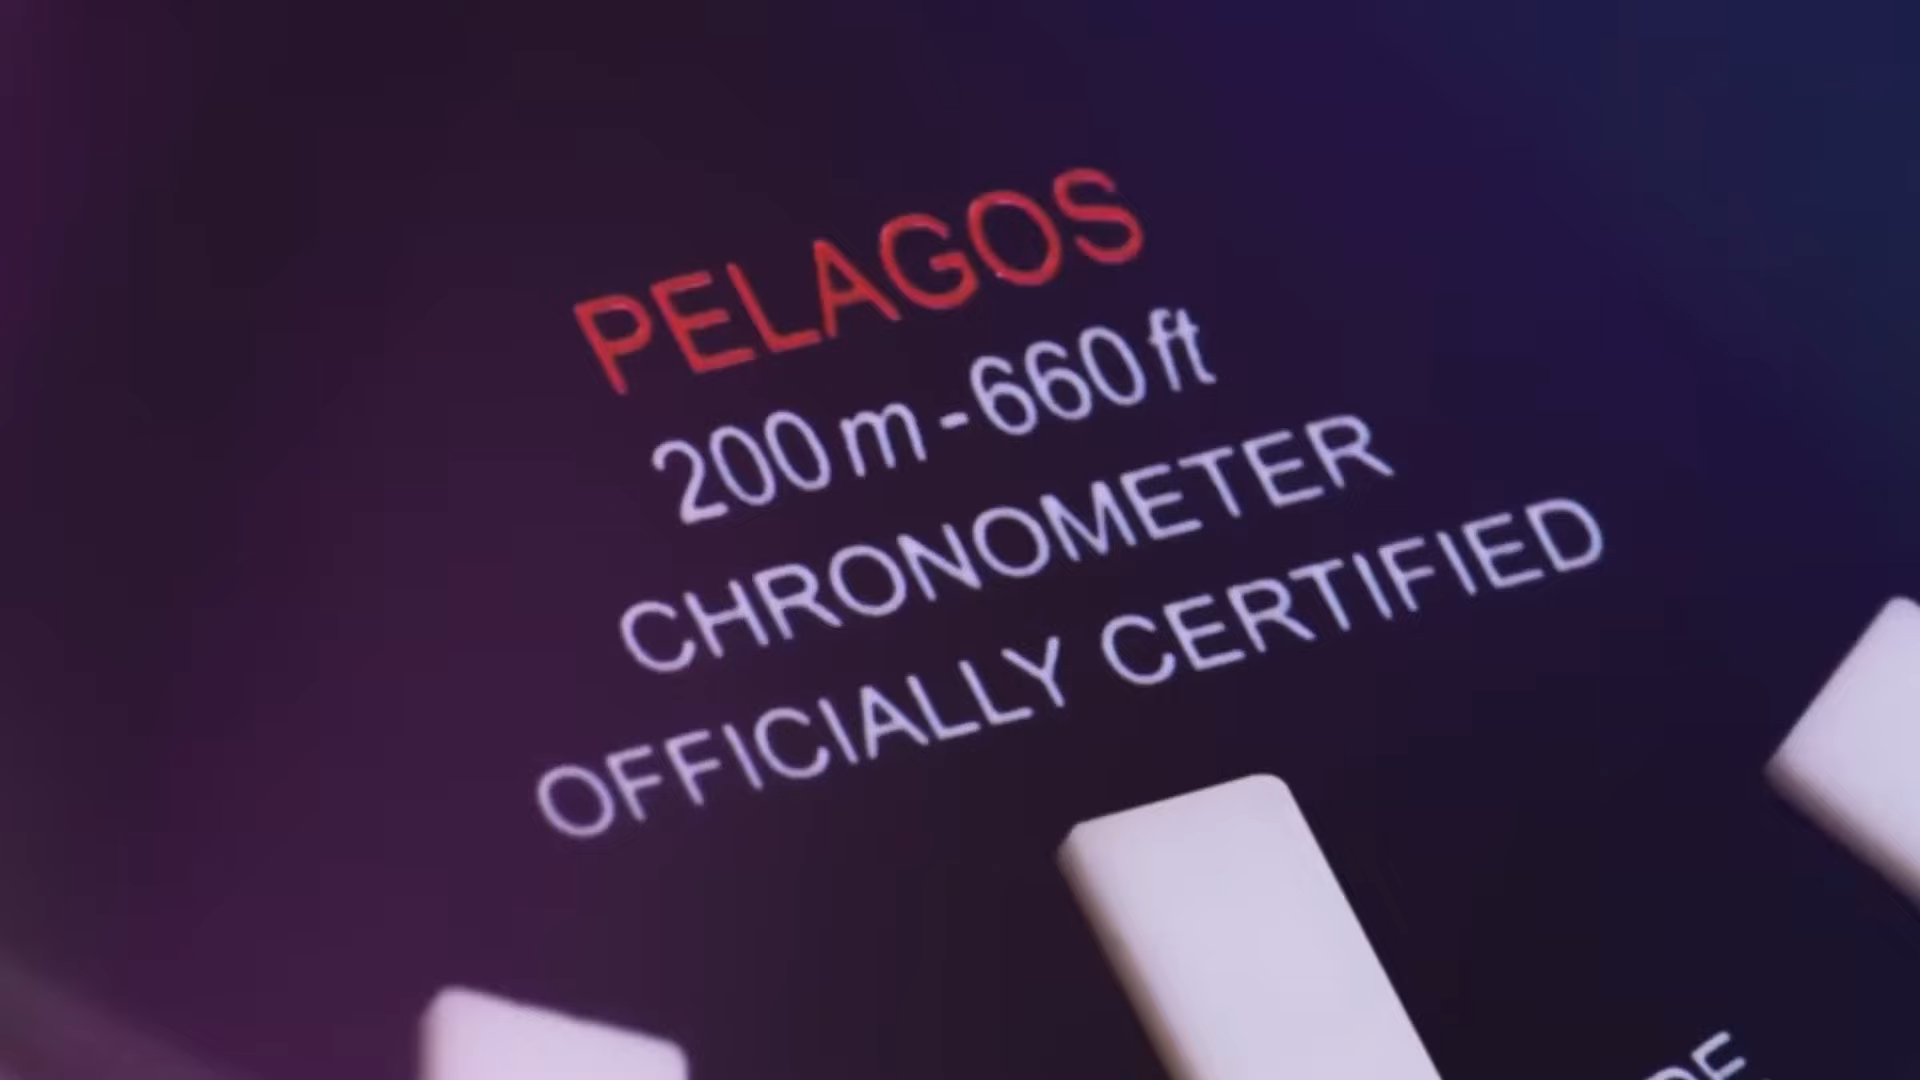 PELAGOS
200 m - 660 ft
CHRONOMETER
OFFICIALLY CERTIFIED